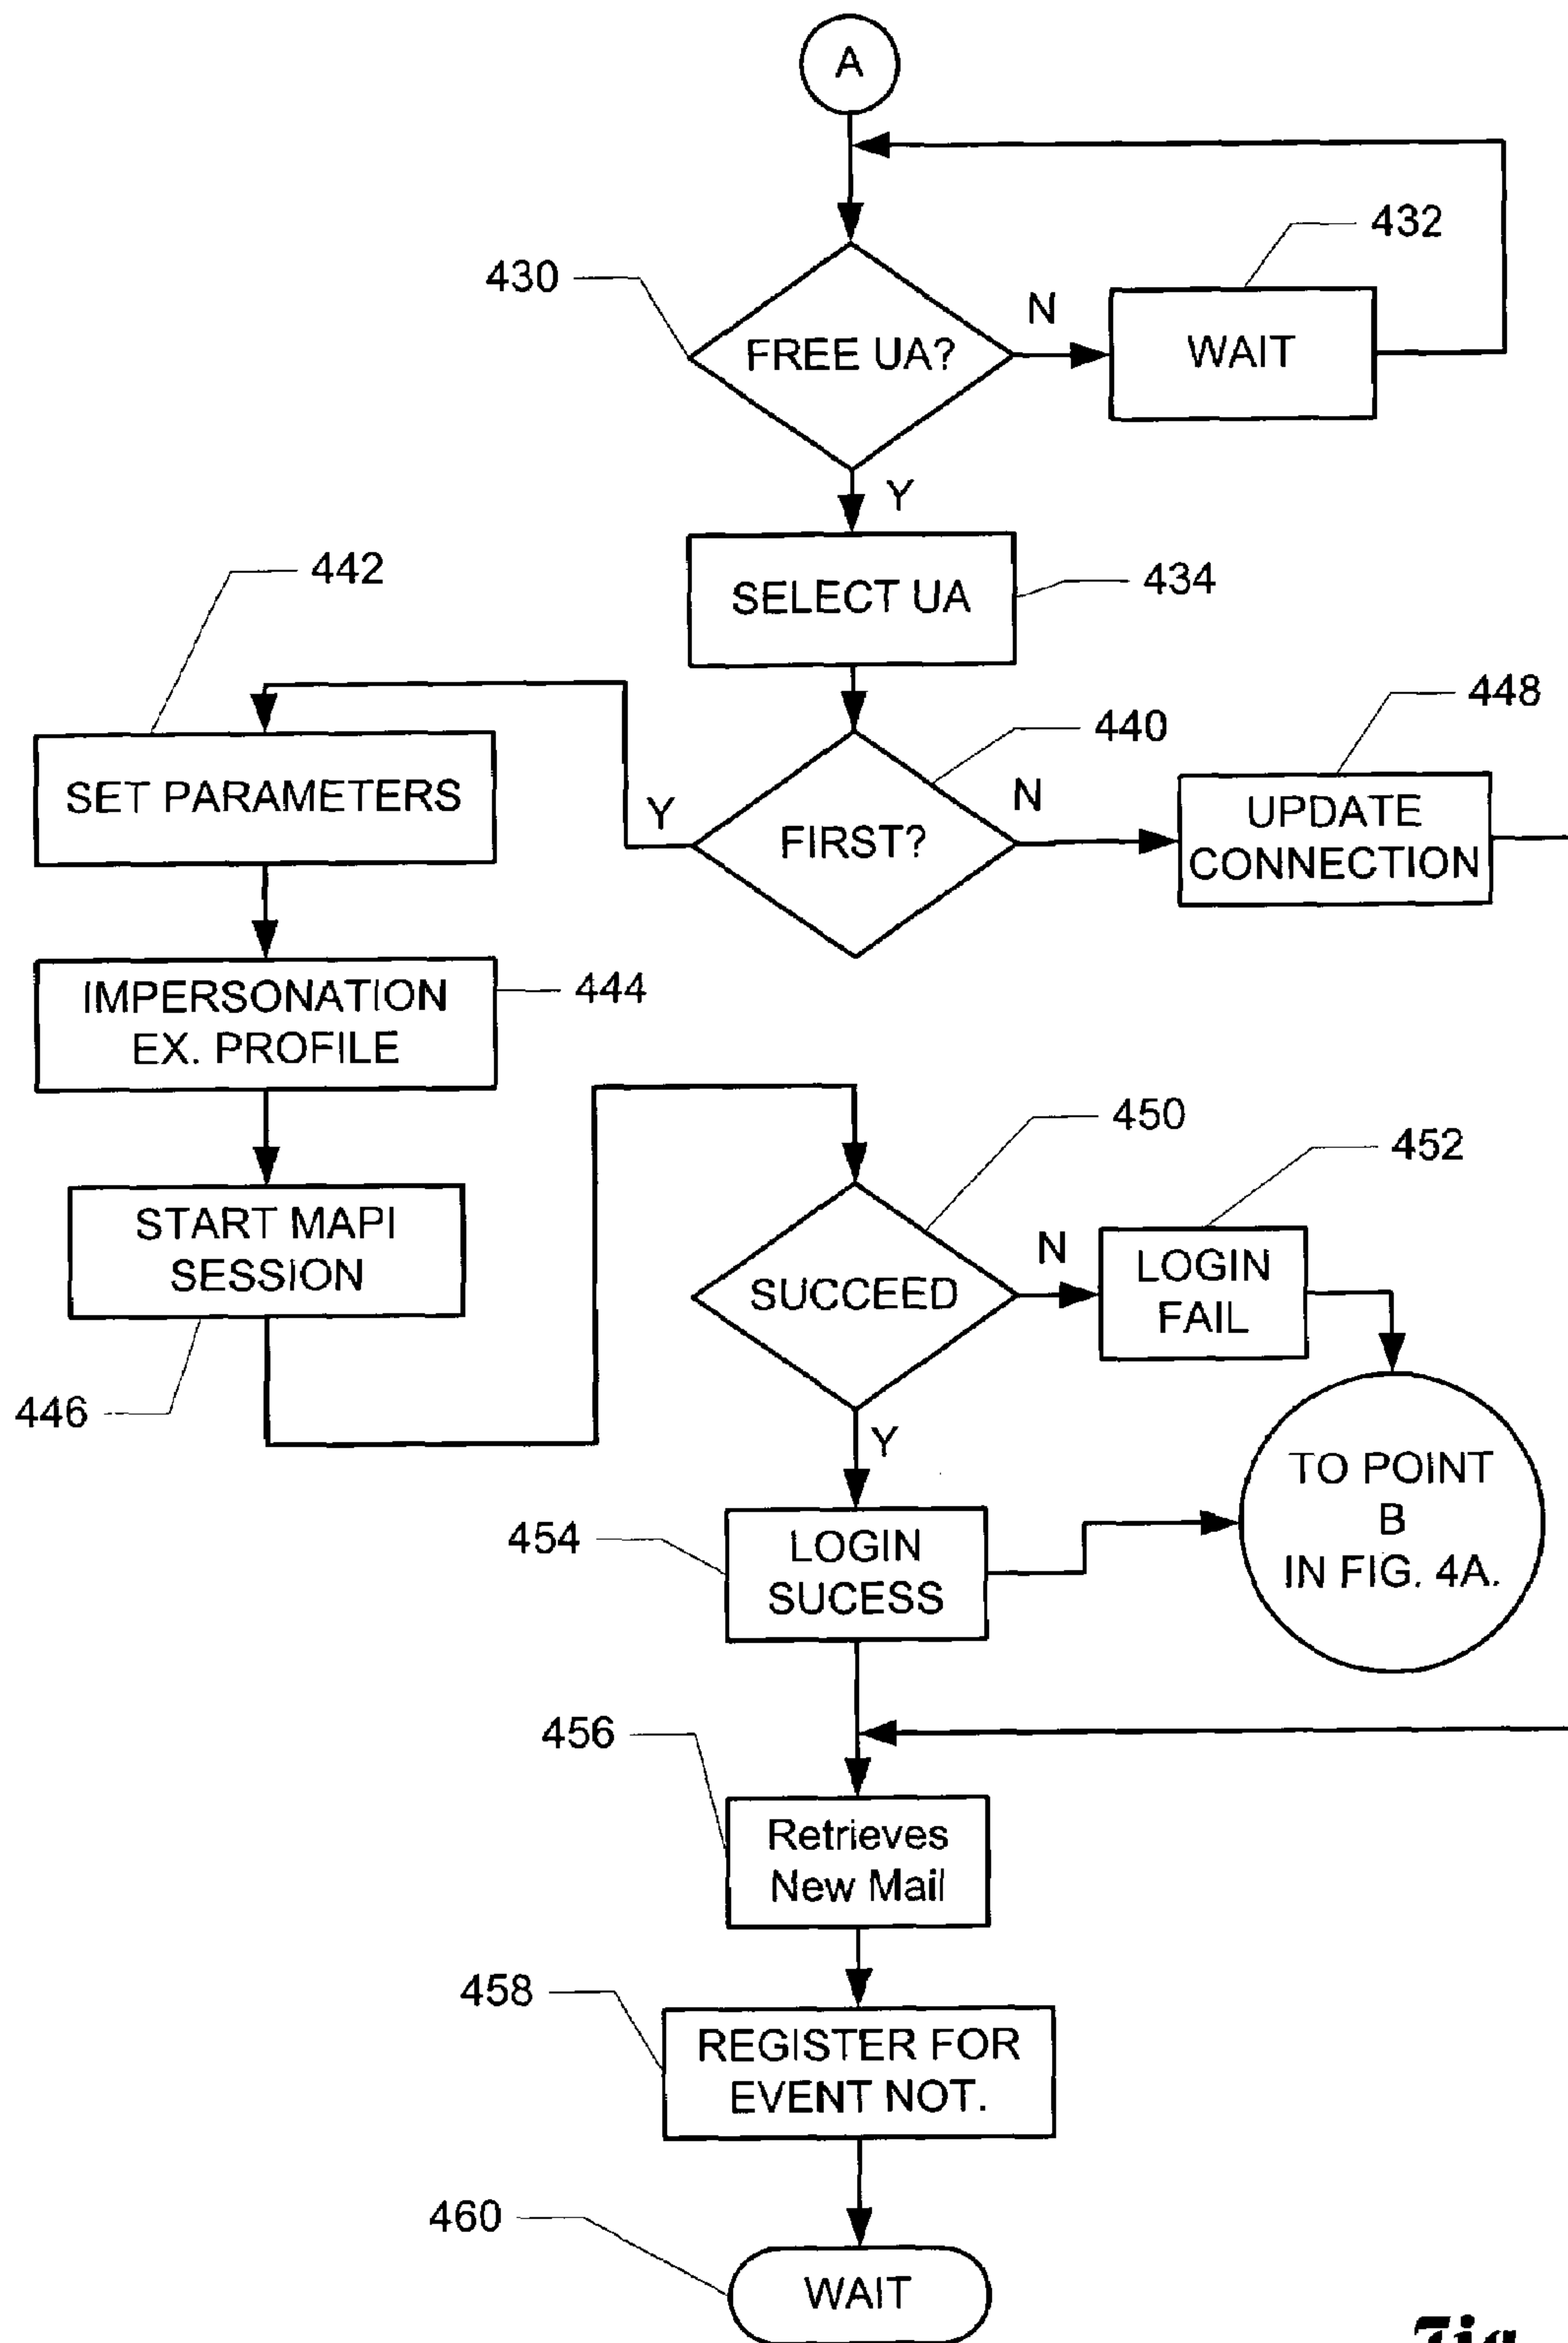 A
432
430
N
FREE UA?
WAIT
Y
442
434
SELECT UA
448
440
SET PARAMETERS
Y
N
FIRST?
UPDATE
CONNECTION
IMPERSONATION
EX. PROFILE
444
450
452
START MAPI
SESSION
N
SUCCEED
LOGIN
FAIL
446
Y
TO POINT
B
IN FIG. 4A.
454
LOGIN
SUCESS
456
Retrieves
New Mail
458
REGISTER FOR
EVENT NOT.
460
WAIT